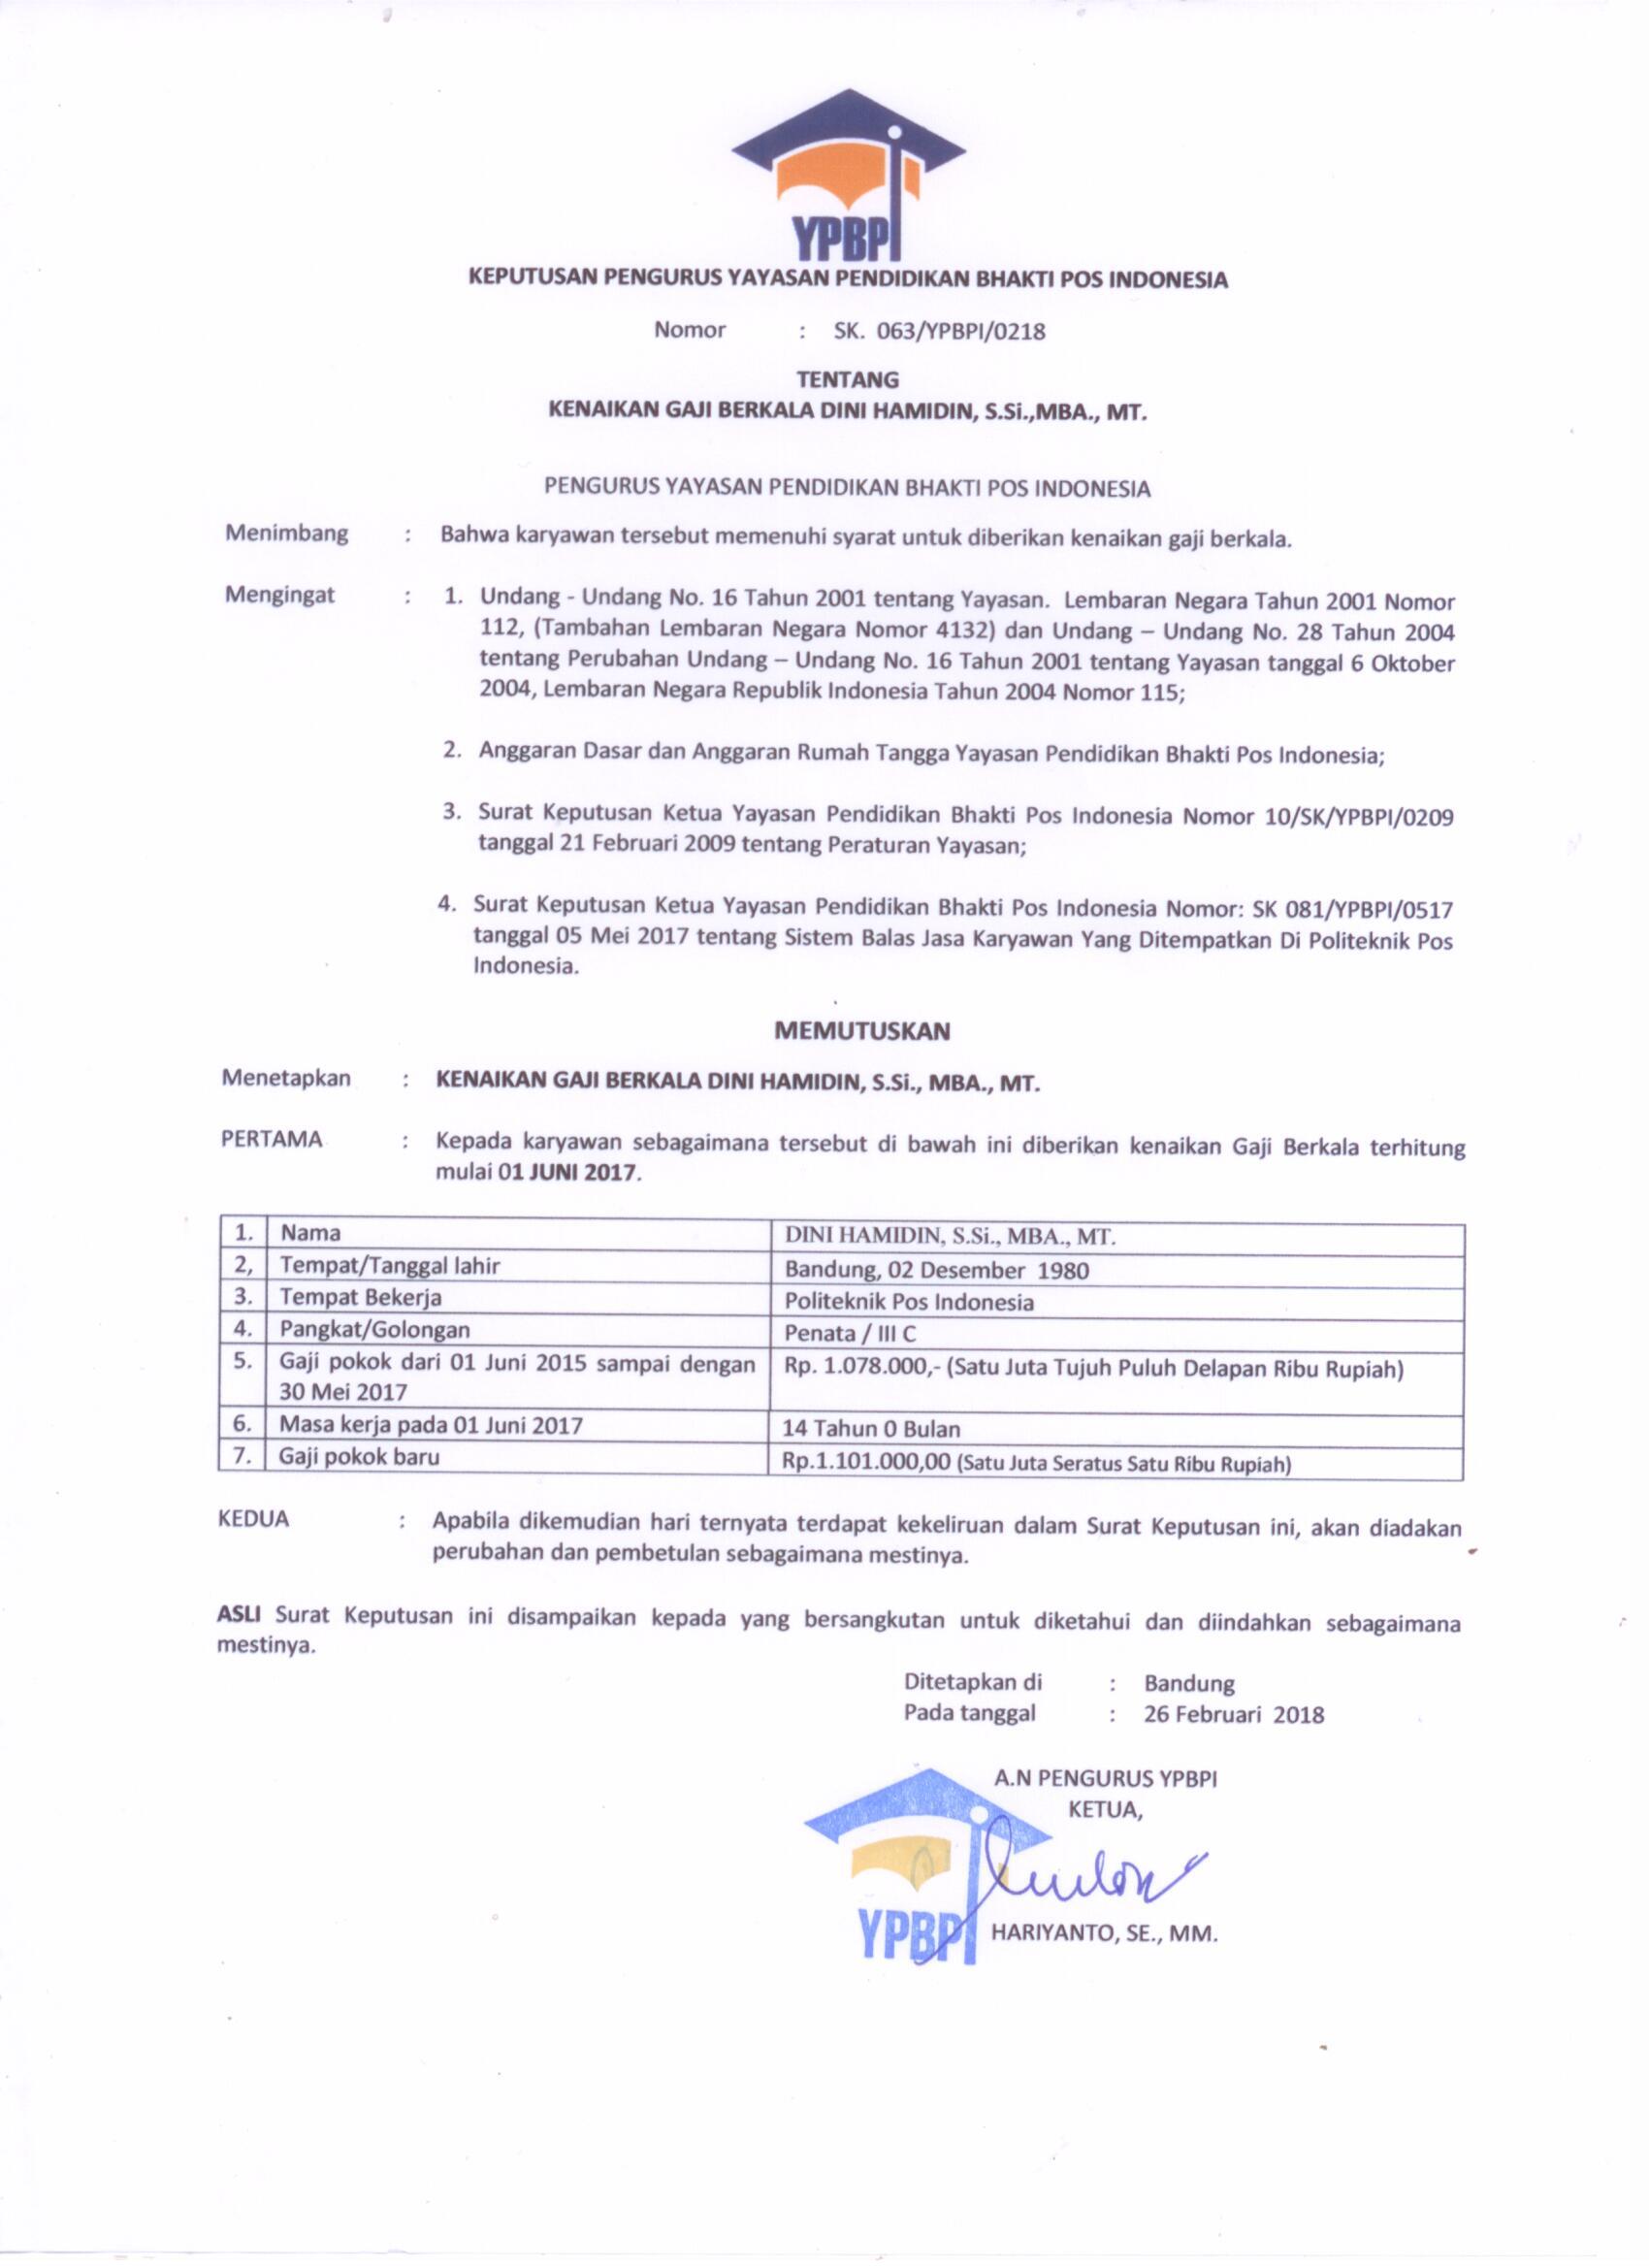 YPBPI
KEPUTUSAN PENGURUS YAYASAN PENDIDIKAN BHAKTI POS INDONESIA
Nomor : SK. 063/YPBPI/0218
TENTANG
KENAIKAN GAJI BERKALA DINI HAMIDIN, S.Si.,MBA., MT.
PENGURUS YAYASAN PENDIDIKAN BHAKTI POS INDONESIA
Menimbang : Bahwa karyawan tersebut memenuhi syarat untuk diberikan kenaikan gaji berkala.
Mengingat : 1. Undang - Undang No. 16 Tahun 2001 tentang Yayasan. Lembaran Negara Tahun 2001 Nomor
112, (Tambahan Lembaran Negara Nomor 4132) dan Undang – Undang No. 28 Tahun 2004
tentang Perubahan Undang – Undang No. 16 Tahun 2001 tentang Yayasan tanggal 6 Oktober
2004, Lembaran Negara Republik Indonesia Tahun 2004 Nomor 115;
2. Anggaran Dasar dan Anggaran Rumah Tangga Yayasan Pendidikan Bhakti Pos Indonesia;
3. Surat Keputusan Ketua Yayasan Pendidikan Bhakti Pos Indonesia Nomor 10/SK/YPBPI/0209
tanggal 21 Februari 2009 tentang Peraturan Yayasan;
4. Surat Keputusan Ketua Yayasan Pendidikan Bhakti Pos Indonesia Nomor: SK 081/YPBPI/0517
tanggal 05 Mei 2017 tentang Sistem Balas Jasa Karyawan Yang Ditempatkan Di Politeknik Pos
Indonesia.
MEMUTUSKAN
Menetapkan : KENAIKAN GAJI BERKALA DINI HAMIDIN, S.Si., MBA., MT.
PERTAMA : Kepada karyawan sebagaimana tersebut di bawah ini diberikan kenaikan Gaji Berkala terhitung
mulai 01 JUNI 2017.
1. Nama DINI HAMIDIN, S.Si., MBA., MT.
2, Tempat/Tanggal lahir Bandung, 02 Desember 1980
3. Tempat Bekerja Politeknik Pos Indonesia
4. Pangkat/Golongan Penata / III C
5. Gaji pokok dari 01 Juni 2015 sampai dengan Rp. 1.078.000,- (Satu Juta Tujuh Puluh Delapan Ribu Rupiah)
30 Mei 2017
6. Masa kerja pada 01 Juni 2017 14 Tahun 0 Bulan
7. Gaji pokok baru Rp.1.101.000,00 (Satu Juta Seratus Satu Ribu Rupiah)
KEDUA : Apabila dikemudian hari ternyata terdapat kekeliruan dalam Surat Keputusan ini, akan diadakan
perubahan dan pembetulan sebagaimana mestinya.
ASLI Surat Keputusan ini disampaikan kepada yang bersangkutan untuk diketahui dan diindahkan sebagaimana
mestinya.
Ditetapkan di : Bandung
Pada tanggal : 26 Februari 2018
A.N PENGURUS YPBPI
KETUA,
YPBPI
HARIYANTO, SE., MM.